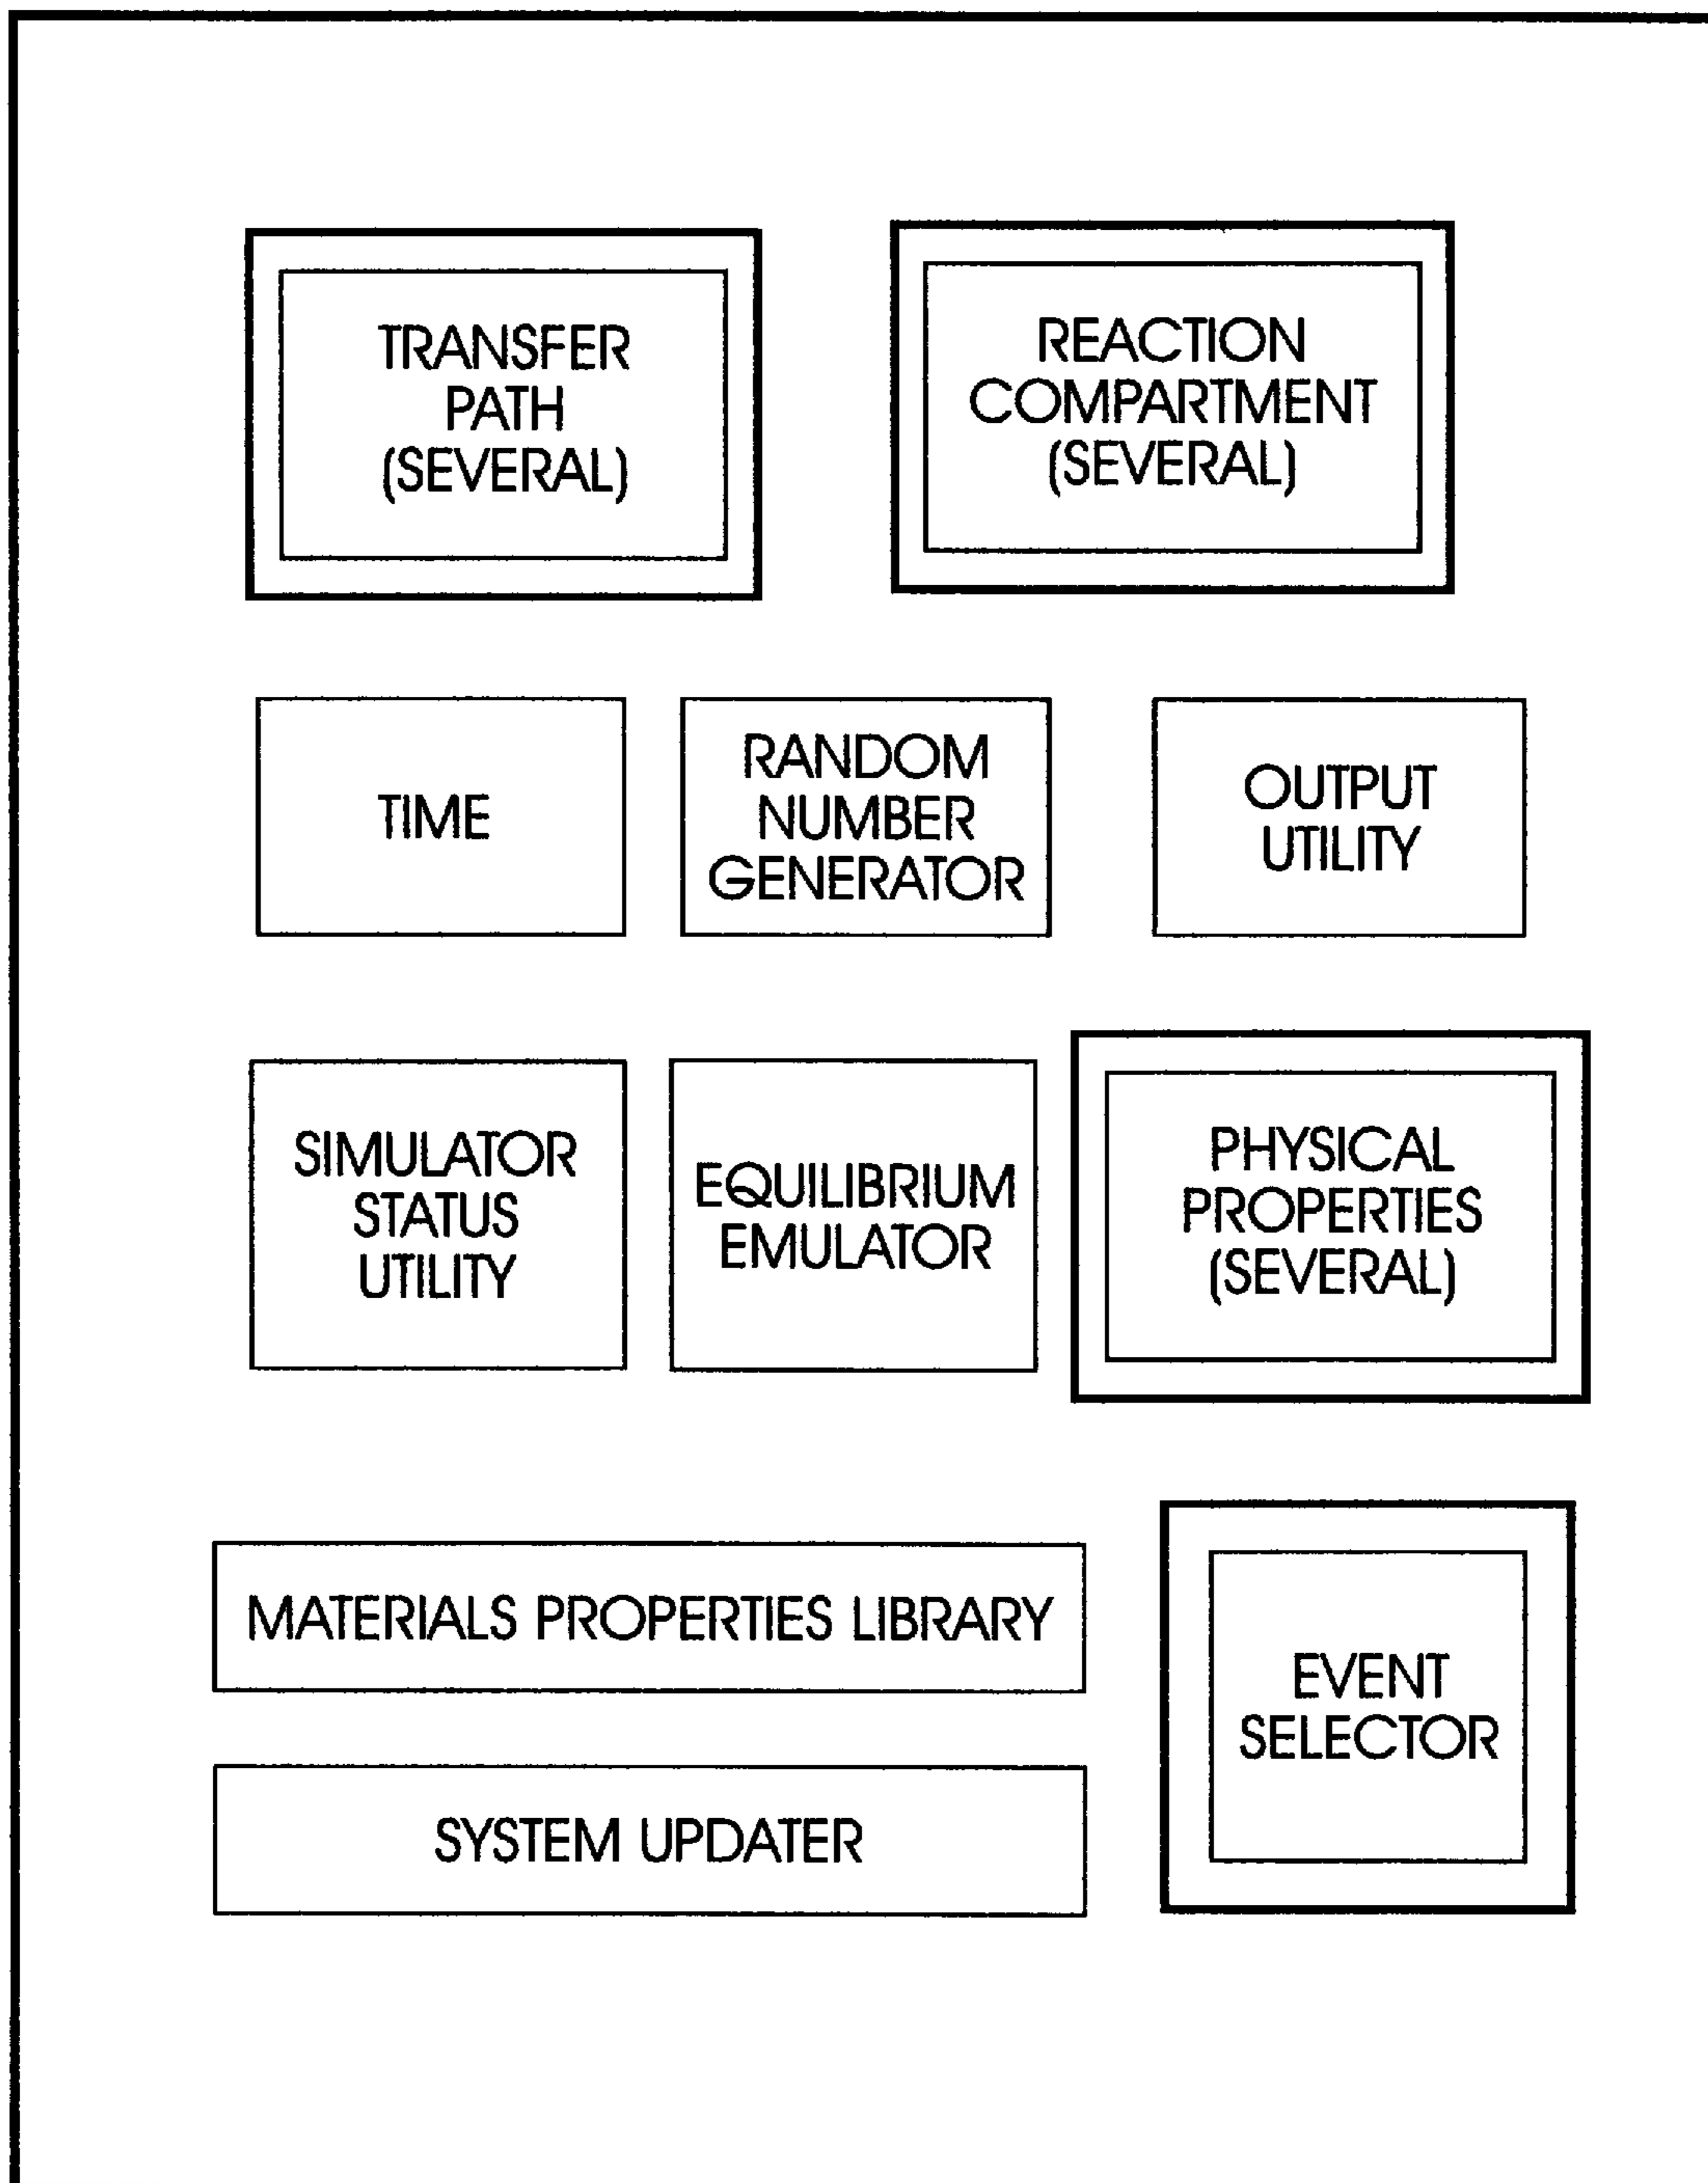 TRANSFER
PATH
(SEVERAL)
REACTION
COMPARTMENT
(SEVERAL)
TIME
RANDOM
NUMBER
GENERATOR
OUTPUT
UTILITY
SIMULATOR
STATUS
UTILITY
EQUILIBRIUM
EMULATOR
PHYSICAL
PROPERTIES
(SEVERAL)
MATERIALS PROPERTIES LIBRARY
EVENT
SELECTOR
SYSTEM UPDATER